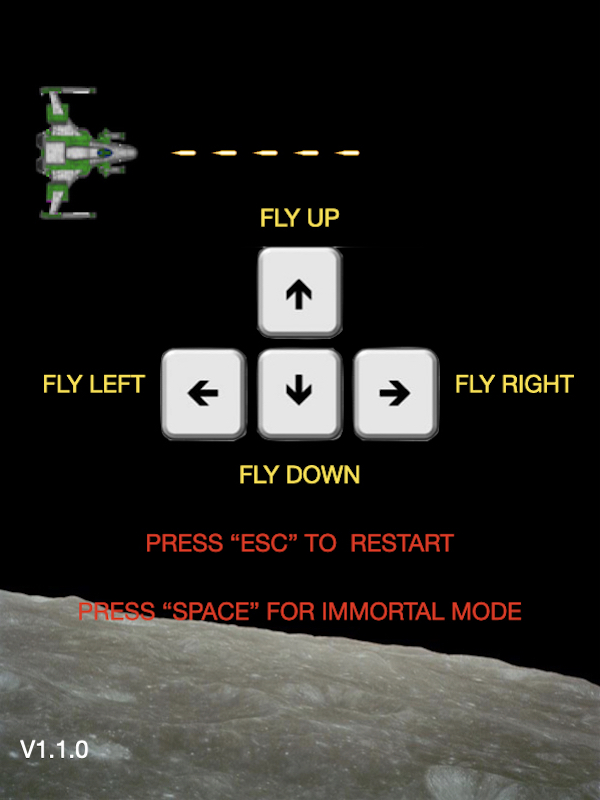 FLY UP
FLY LEFT
FLY RIGHT
FLY DOWN
PRESS “ESC” TO  RESTART
PRESS “SPACE” FOR IMMORTAL MODE
V1.1.0